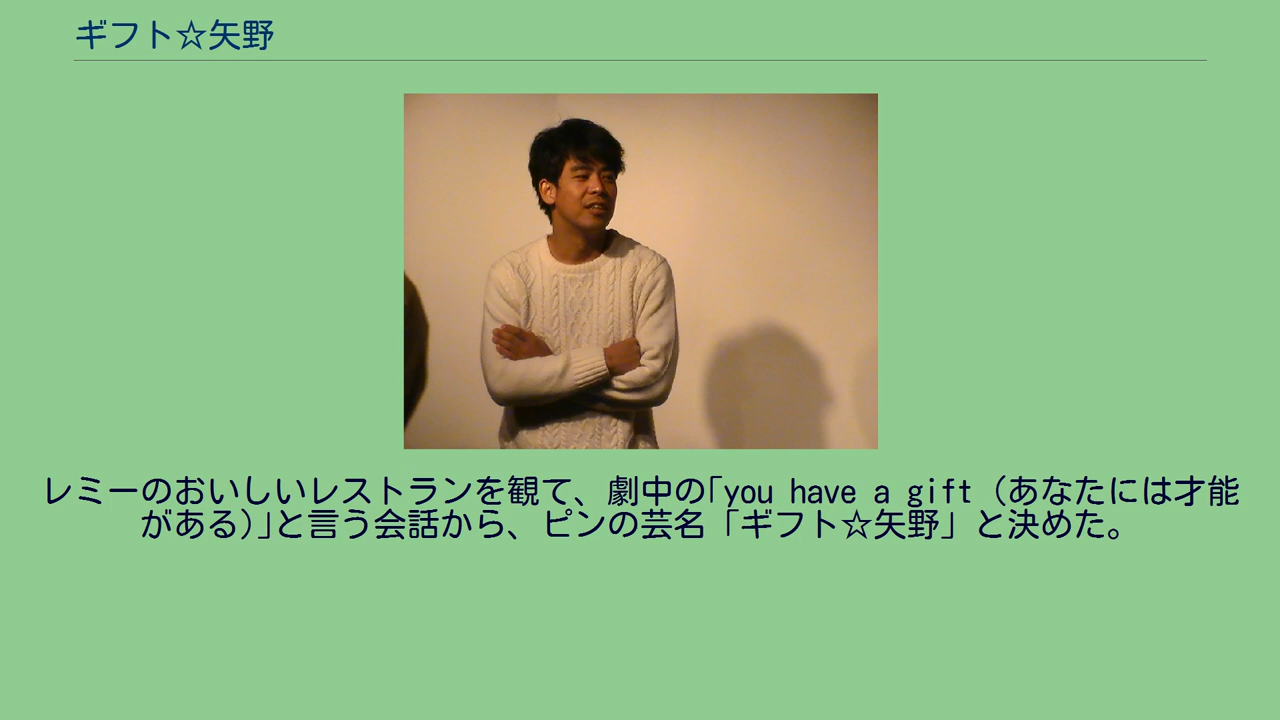 ギフト☆矢野
レミーのおいしいレストランを観て、劇中の｢you have a gift（あなたには才能
がある)｣と言う会話から、ピンの芸名「ギフト☆矢野」と決めた。